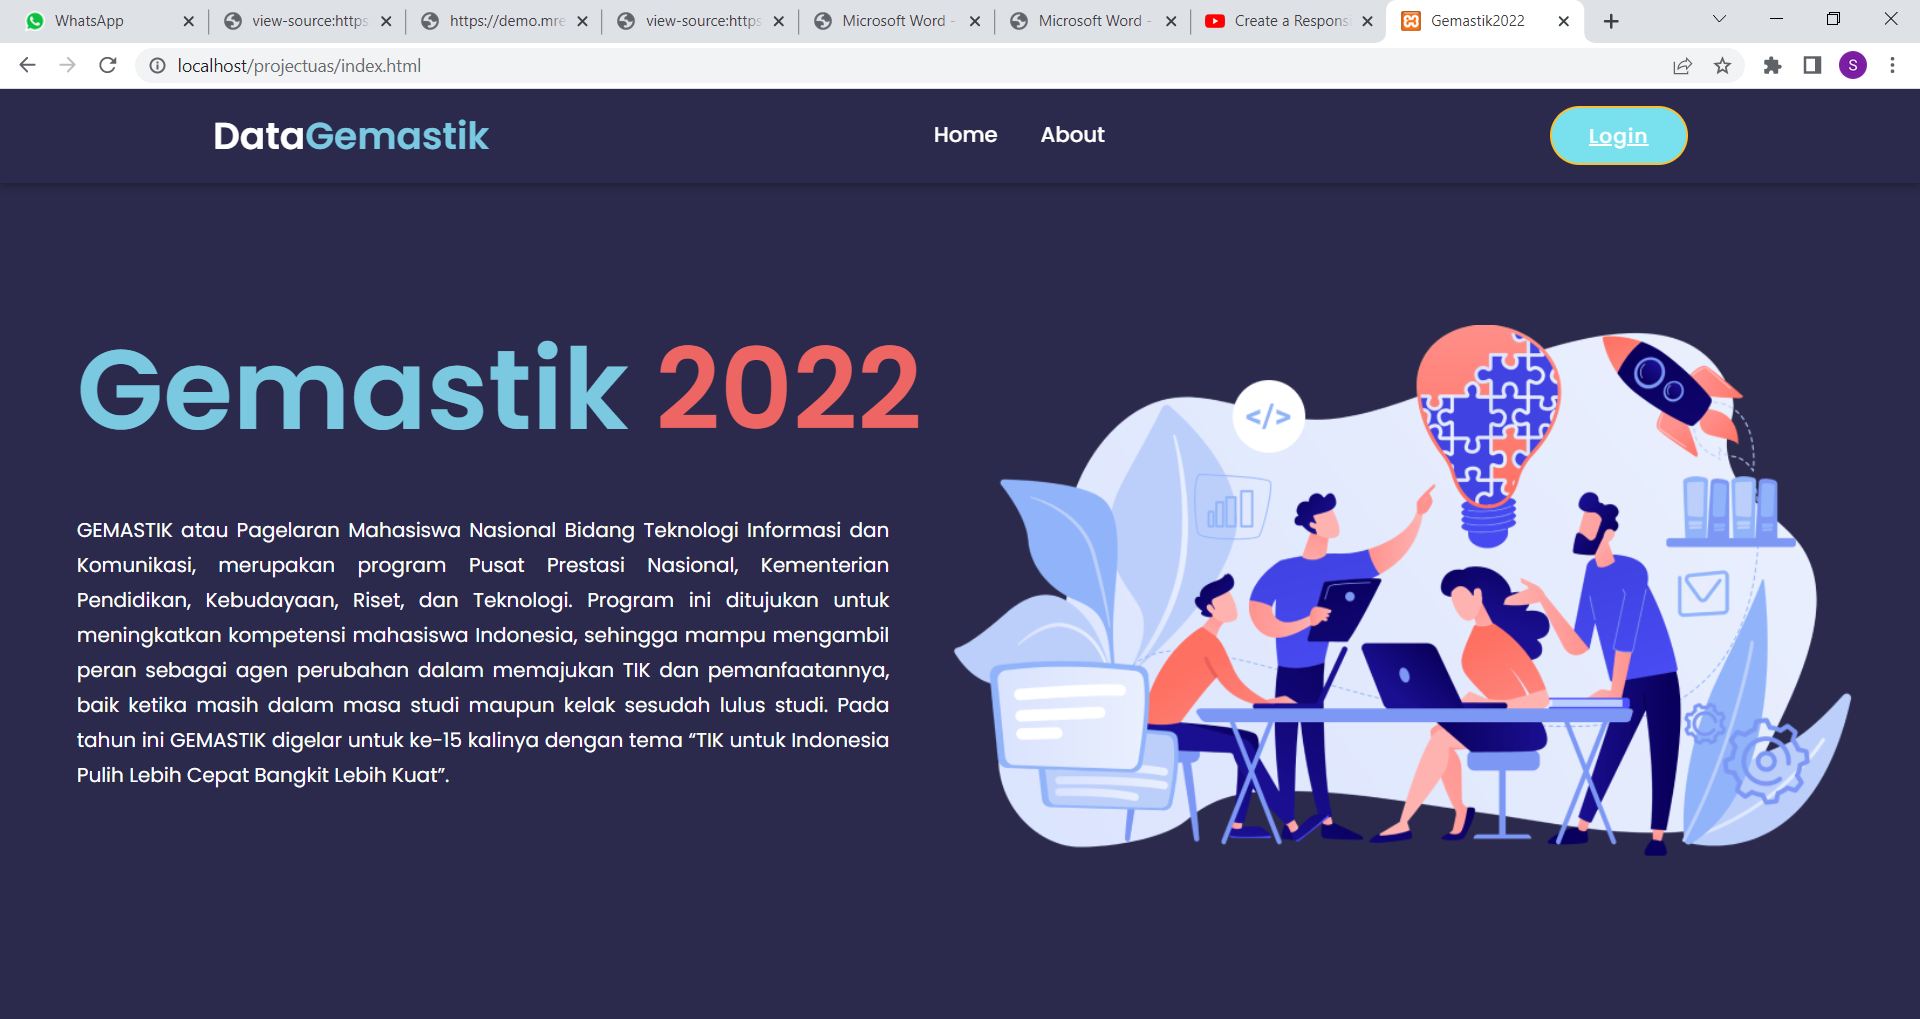 WhatsApp
view-source:https
https://demo.mre
view-source:https
Microsoft Word -
Microsoft Word -
Create a Respons
Gemastik2022
localhost/projectuas/index.html
S
DataGemastik
Home
About
Login
Gemastik 2022
</>
GEMASTIK atau Pagelaran Mahasiswa Nasional Bidang Teknologi Informasi dan
Komunikasi, merupakan program Pusat Prestasi Nasional, Kementerian
Pendidikan, Kebudayaan, Riset, dan Teknologi. Program ini ditujukan untuk
meningkatkan kompetensi mahasiswa Indonesia, sehingga mampu mengambil
peran sebagai agen perubahan dalam memajukan TIK dan pemanfaatannya,
baik ketika masih dalam masa studi maupun kelak sesudah lulus studi. Pada
tahun ini GEMASTIK digelar untuk ke-15 kalinya dengan tema “TIK untuk Indonesia
Pulih Lebih Cepat Bangkit Lebih Kuat”.